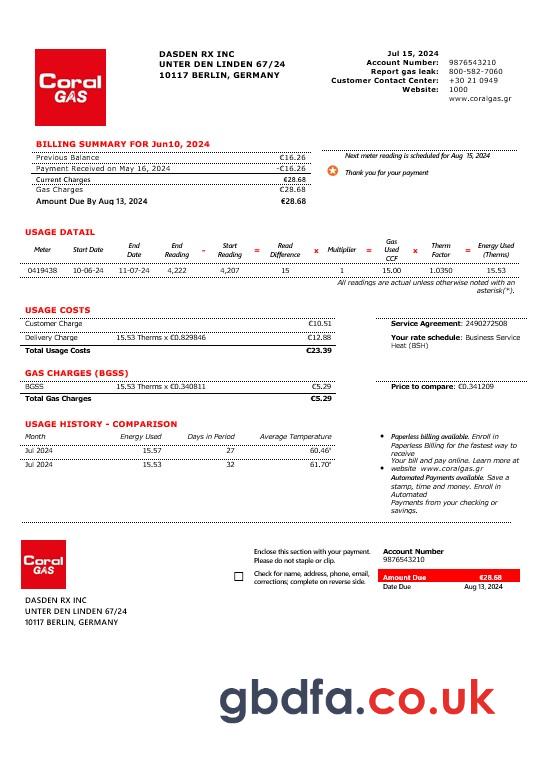 Coral
GAS
DASDEN RX INC
UNTER DEN LINDEN 67/24
10117 BERLIN, GERMANY
Jul 15, 2024
Account Number: 9876543210
Report gas leak: 800-582-7060
Customer Contact Center: +30 21 0949
Website: 1000
www.coralgas.gr
BILLING SUMMARY FOR Jun10, 2024
Previous Balance €16.26
Payment Received on May 16, 2024 -€16.26
Current Charges €28.68
Gas Charges €28.68
Amount Due By Aug 13, 2024 €28.68
Next meter reading is scheduled for Aug 15, 2024
Thank you for your payment
USAGE DATAIL
Meter Start Date End Date End Reading - Start Reading = Read Difference x Multiplier = Gas Used CCF x Therm Factor = Energy Used (Therms)
0419438 10-06-24 11-07-24 4,222 4,207 15 1 15.00 1.0350 15.53
All readings are actual unless otherwise noted with an
asterisk(*).
USAGE COSTS
Customer Charge €10.51
Delivery Charge 15.53 Therms x €0.829846 €12.88
Total Usage Costs €23.39
Service Agreement: 2490272508
Your rate schedule: Business Service
Heat (BSH)
GAS CHARGES (BGSS)
BGSS 15.53 Therms x €0.340811 €5.29
Total Gas Charges €5.29
Price to compare: €0.341209
USAGE HISTORY - COMPARISON
Month Energy Used Days in Period Average Temperature
Jul 2024 15.57 27 60.46°
Jul 2024 15.53 32 61.70°
• Paperless billing available. Enroll in
Paperless Billing for the fastest way to
receive
Your bill and pay online. Learn more at
• website www.coralgas.gr
Automated Payments available. Save a
stamp, time and money. Enroll in
Automated
Payments from your checking or
savings.
Coral
GAS
Enclose this section with your payment.
Please do not staple or clip.
Check for name, address, phone, email,
corrections; complete on reverse side.
Account Number
9876543210
Amount Due €28.68
Date Due Aug 13, 2024
DASDEN RX INC
UNTER DEN LINDEN 67/24
10117 BERLIN, GERMANY
gbdfa.co.uk